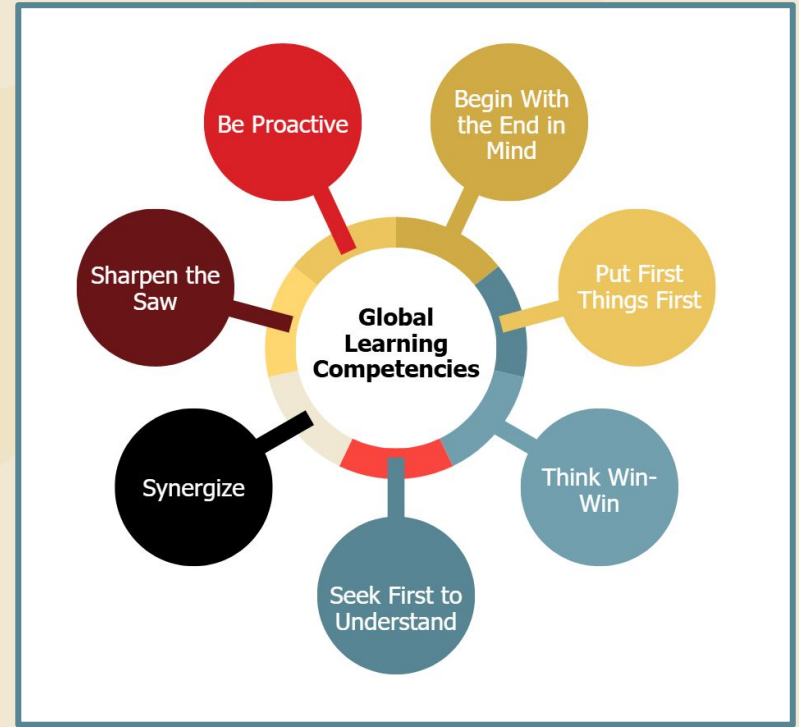 Be Proactive
Begin With
the End in
Mind
Sharpen the
Saw
Put First
Things First
Global
Learning
Competencies
Synergize
Think Win-
Win
Seek First to
Understand